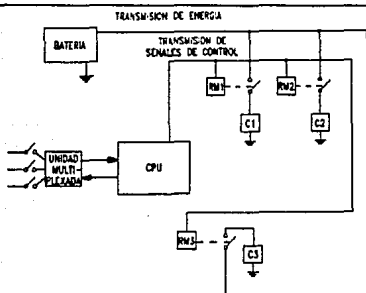 TRANSMISION DE ENERGIA
TRANSMISION DE
SEÑALES DE CONTROL
BATERIA
RM1
RM2
C1
C2
UNIDAD
MULTI
PLEXADA
CPU
RM3
C3